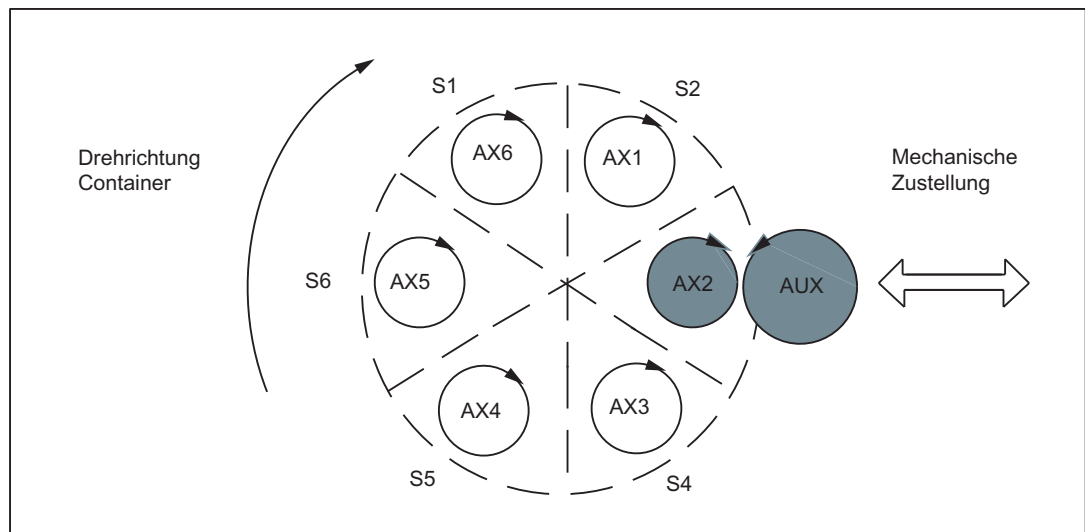 S1
S2
Drehrichtung
Container
Mechanische
Zustellung
AX6
AX1
S6
AX5
AX2
AUX
AX4
AX3
S5
S4